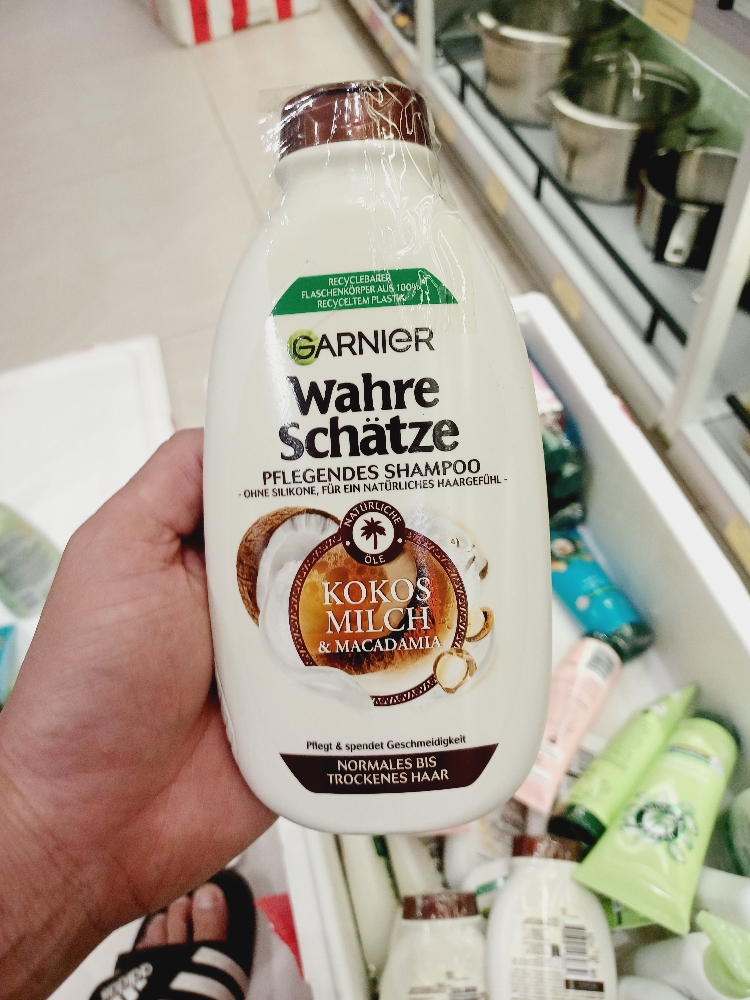 RECYCLEBARER
FLASCHENKÖRPER AUS 100%
RECYCELTEM PLASTIK
GARNIER
Wahre
Schätze
PFLEGENDES SHAMPOO
- OHNE SILIKONE, FÜR EIN NATÜRLICHES HAARGEFÜHL -
NATÜRLICHE
ÖLE
KOKOS
MILCH
& MACADAMIA
Pflegt & spendet Geschmeidigkeit
NORMALES BIS
TROCKENES HAAR